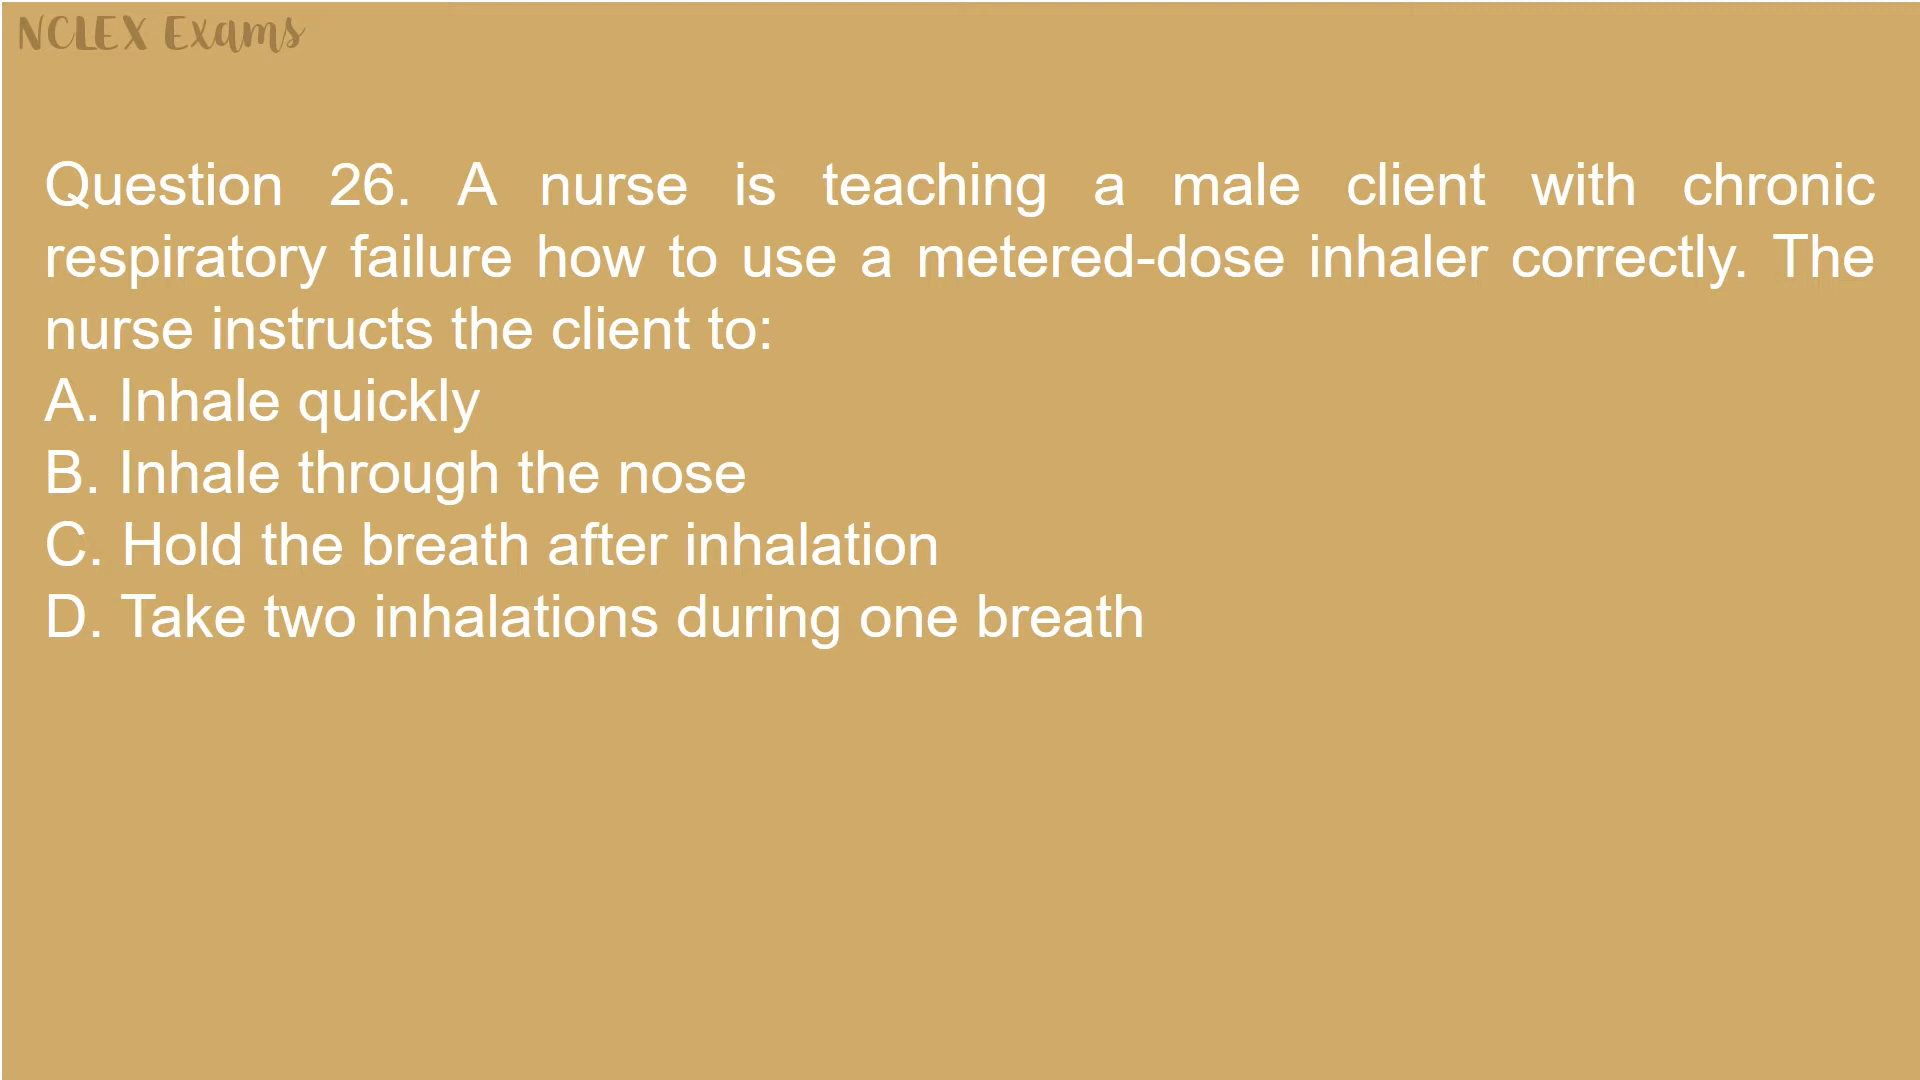 NCLEX Exams
Question 26. A nurse is teaching a male client with chronic
respiratory failure how to use a metered-dose inhaler correctly. The
nurse instructs the client to:
A. Inhale quickly
B. Inhale through the nose
C. Hold the breath after inhalation
D. Take two inhalations during one breath